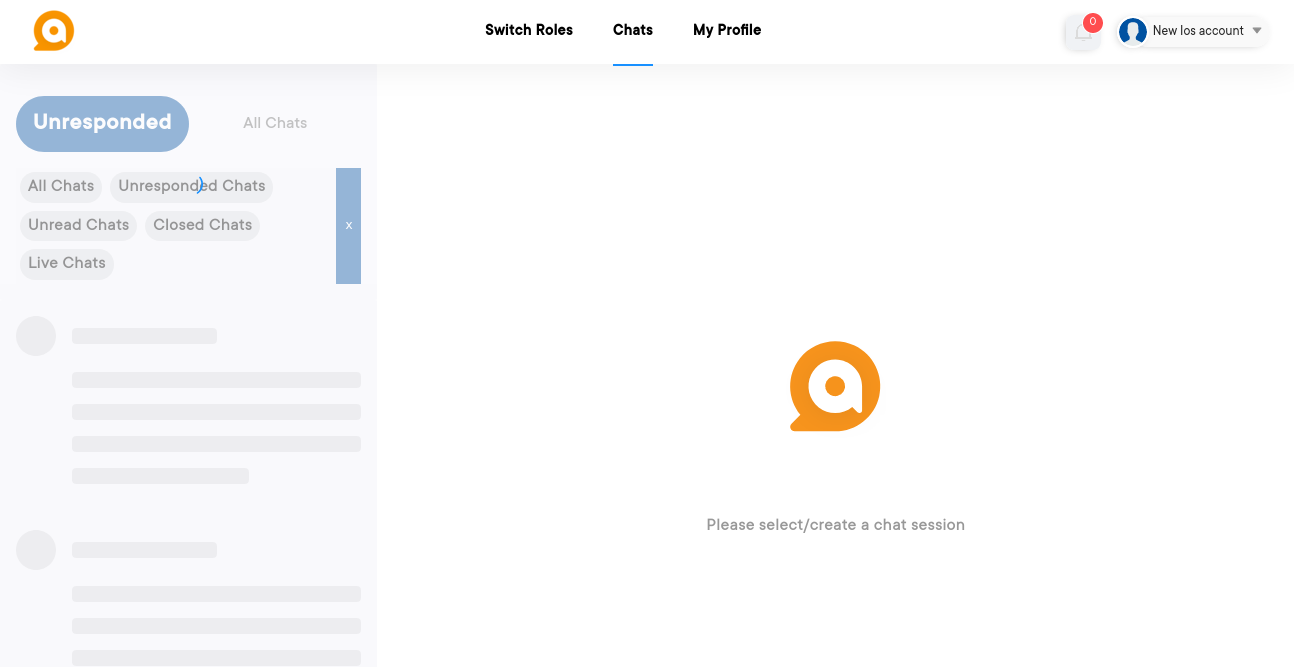 Switch Roles Chats My Profile 0 New Ios account
Unresponded All Chats
All Chats Unresponded Chats
Unread Chats Closed Chats x
Live Chats
Please select/create a chat session